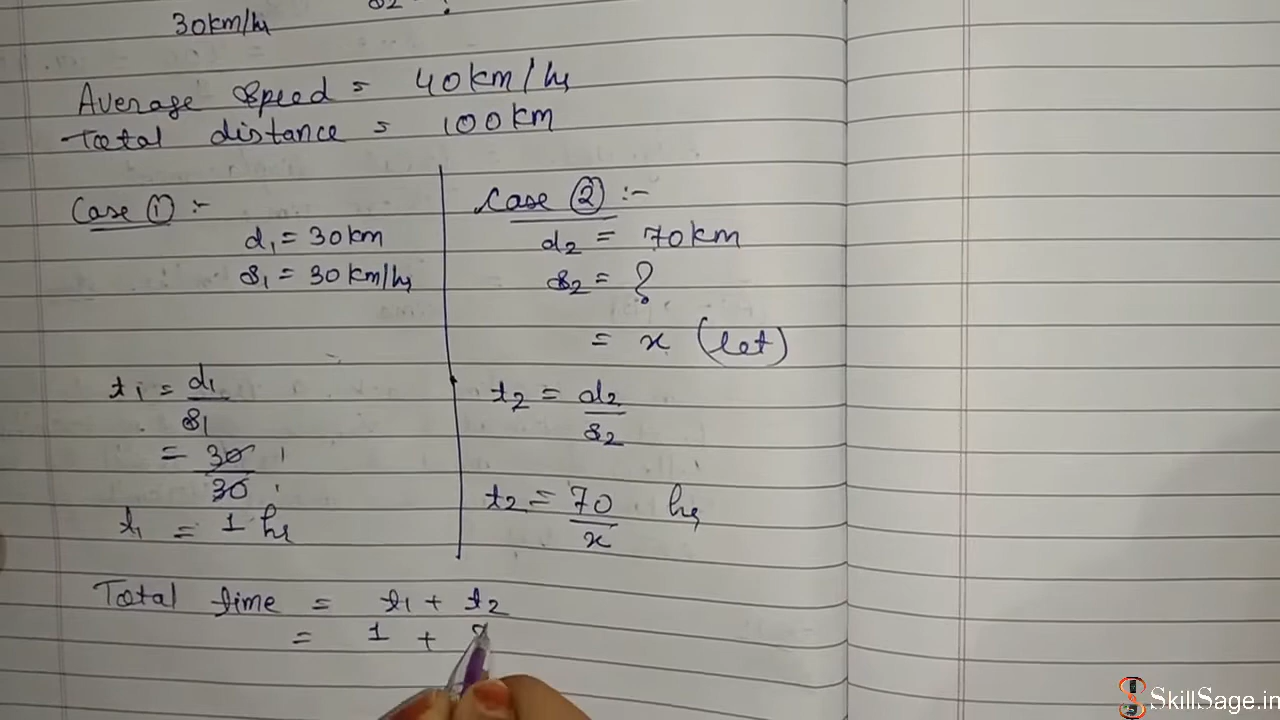 30km/hr
Average speed = 40km/hr
Total distance = 100km
Case ① :-
d₁ = 30km
s₁ = 30km/hr
t₁ = d₁/s₁
= 30/30 1 1
t₁ = 1 hr
Case ② :-
d₂ = 70km
s₂ = ?
= x (let)
t₂ = d₂/s₂
t₂ = 70/x hr
Total time = t₁ + t₂
= 1 +
SkillSage.in